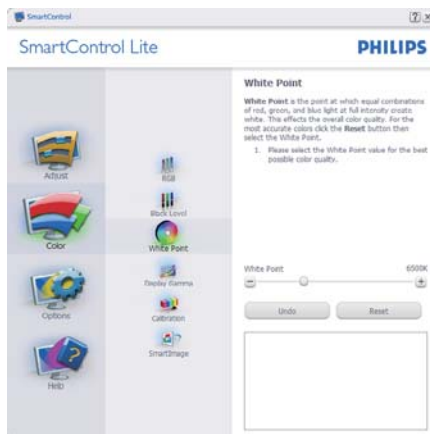 SmartControl
SmartControl Lite
PHILIPS
Adjust
Color
Options
Help
RGB
Black Level
White Point
Display Gamma
Calibration
SmartImage
White Point
White Point is the point at which equal combinations
of red, green, and blue light at full intensity create
white. This effects the overall color quality. For the
most accurate colors click the Reset button then
select the White Point.
1. Please select the White Point value for the best
possible color quality.
White Point 6500K
Undo Reset